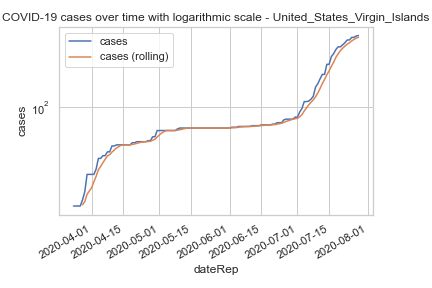 COVID-19 cases over time with logarithmic scale - United_States_Virgin_Islands
cases
cases (rolling)
10²
cases
2020-04-01
2020-04-15
2020-05-01
2020-05-15
2020-06-01
2020-06-15
2020-07-01
2020-07-15
2020-08-01
dateRep